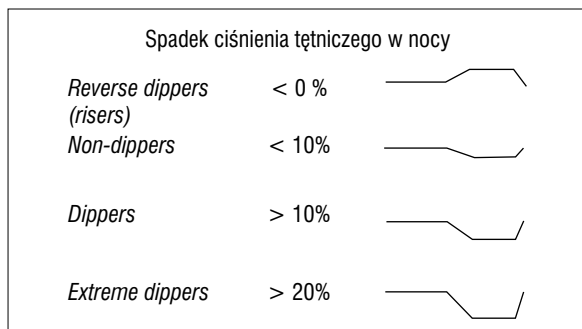 Spadek ciśnienia tętniczego w nocy
Reverse dippers < 0 %
(risers)
Non-dippers < 10%
Dippers > 10%
Extreme dippers > 20%